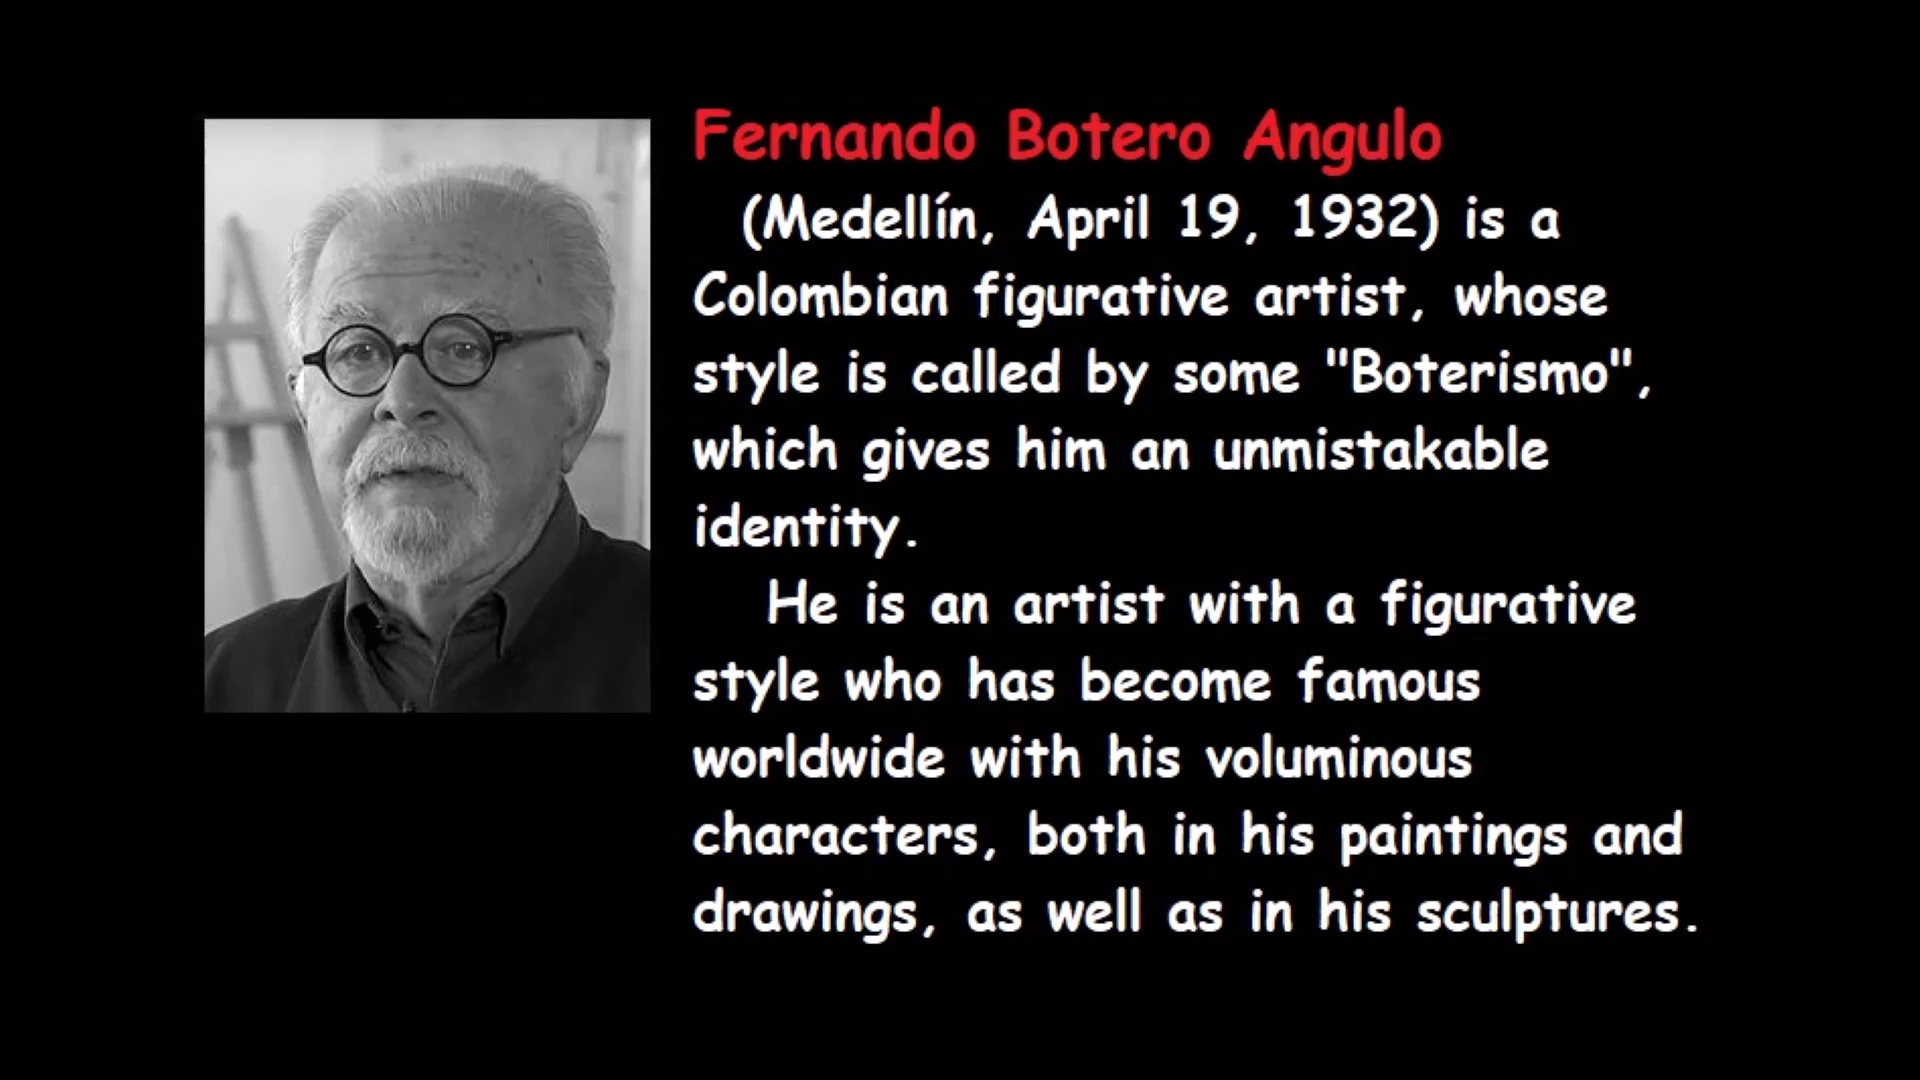 Fernando Botero Angulo
(Medellín, April 19, 1932) is a
Colombian figurative artist, whose
style is called by some "Boterismo",
which gives him an unmistakable
identity.
He is an artist with a figurative
style who has become famous
worldwide with his voluminous
characters, both in his paintings and
drawings, as well as in his sculptures.